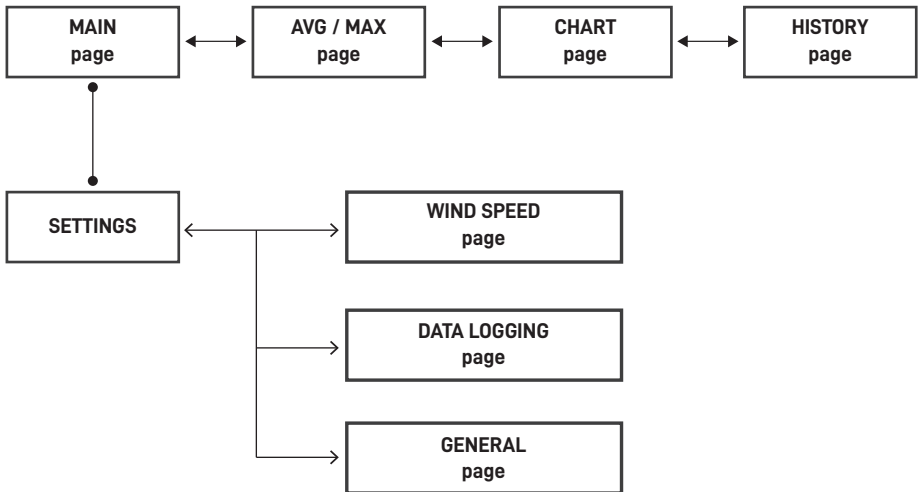 MAIN
page
AVG / MAX
page
CHART
page
HISTORY
page
SETTINGS
WIND SPEED
page
DATA LOGGING
page
GENERAL
page